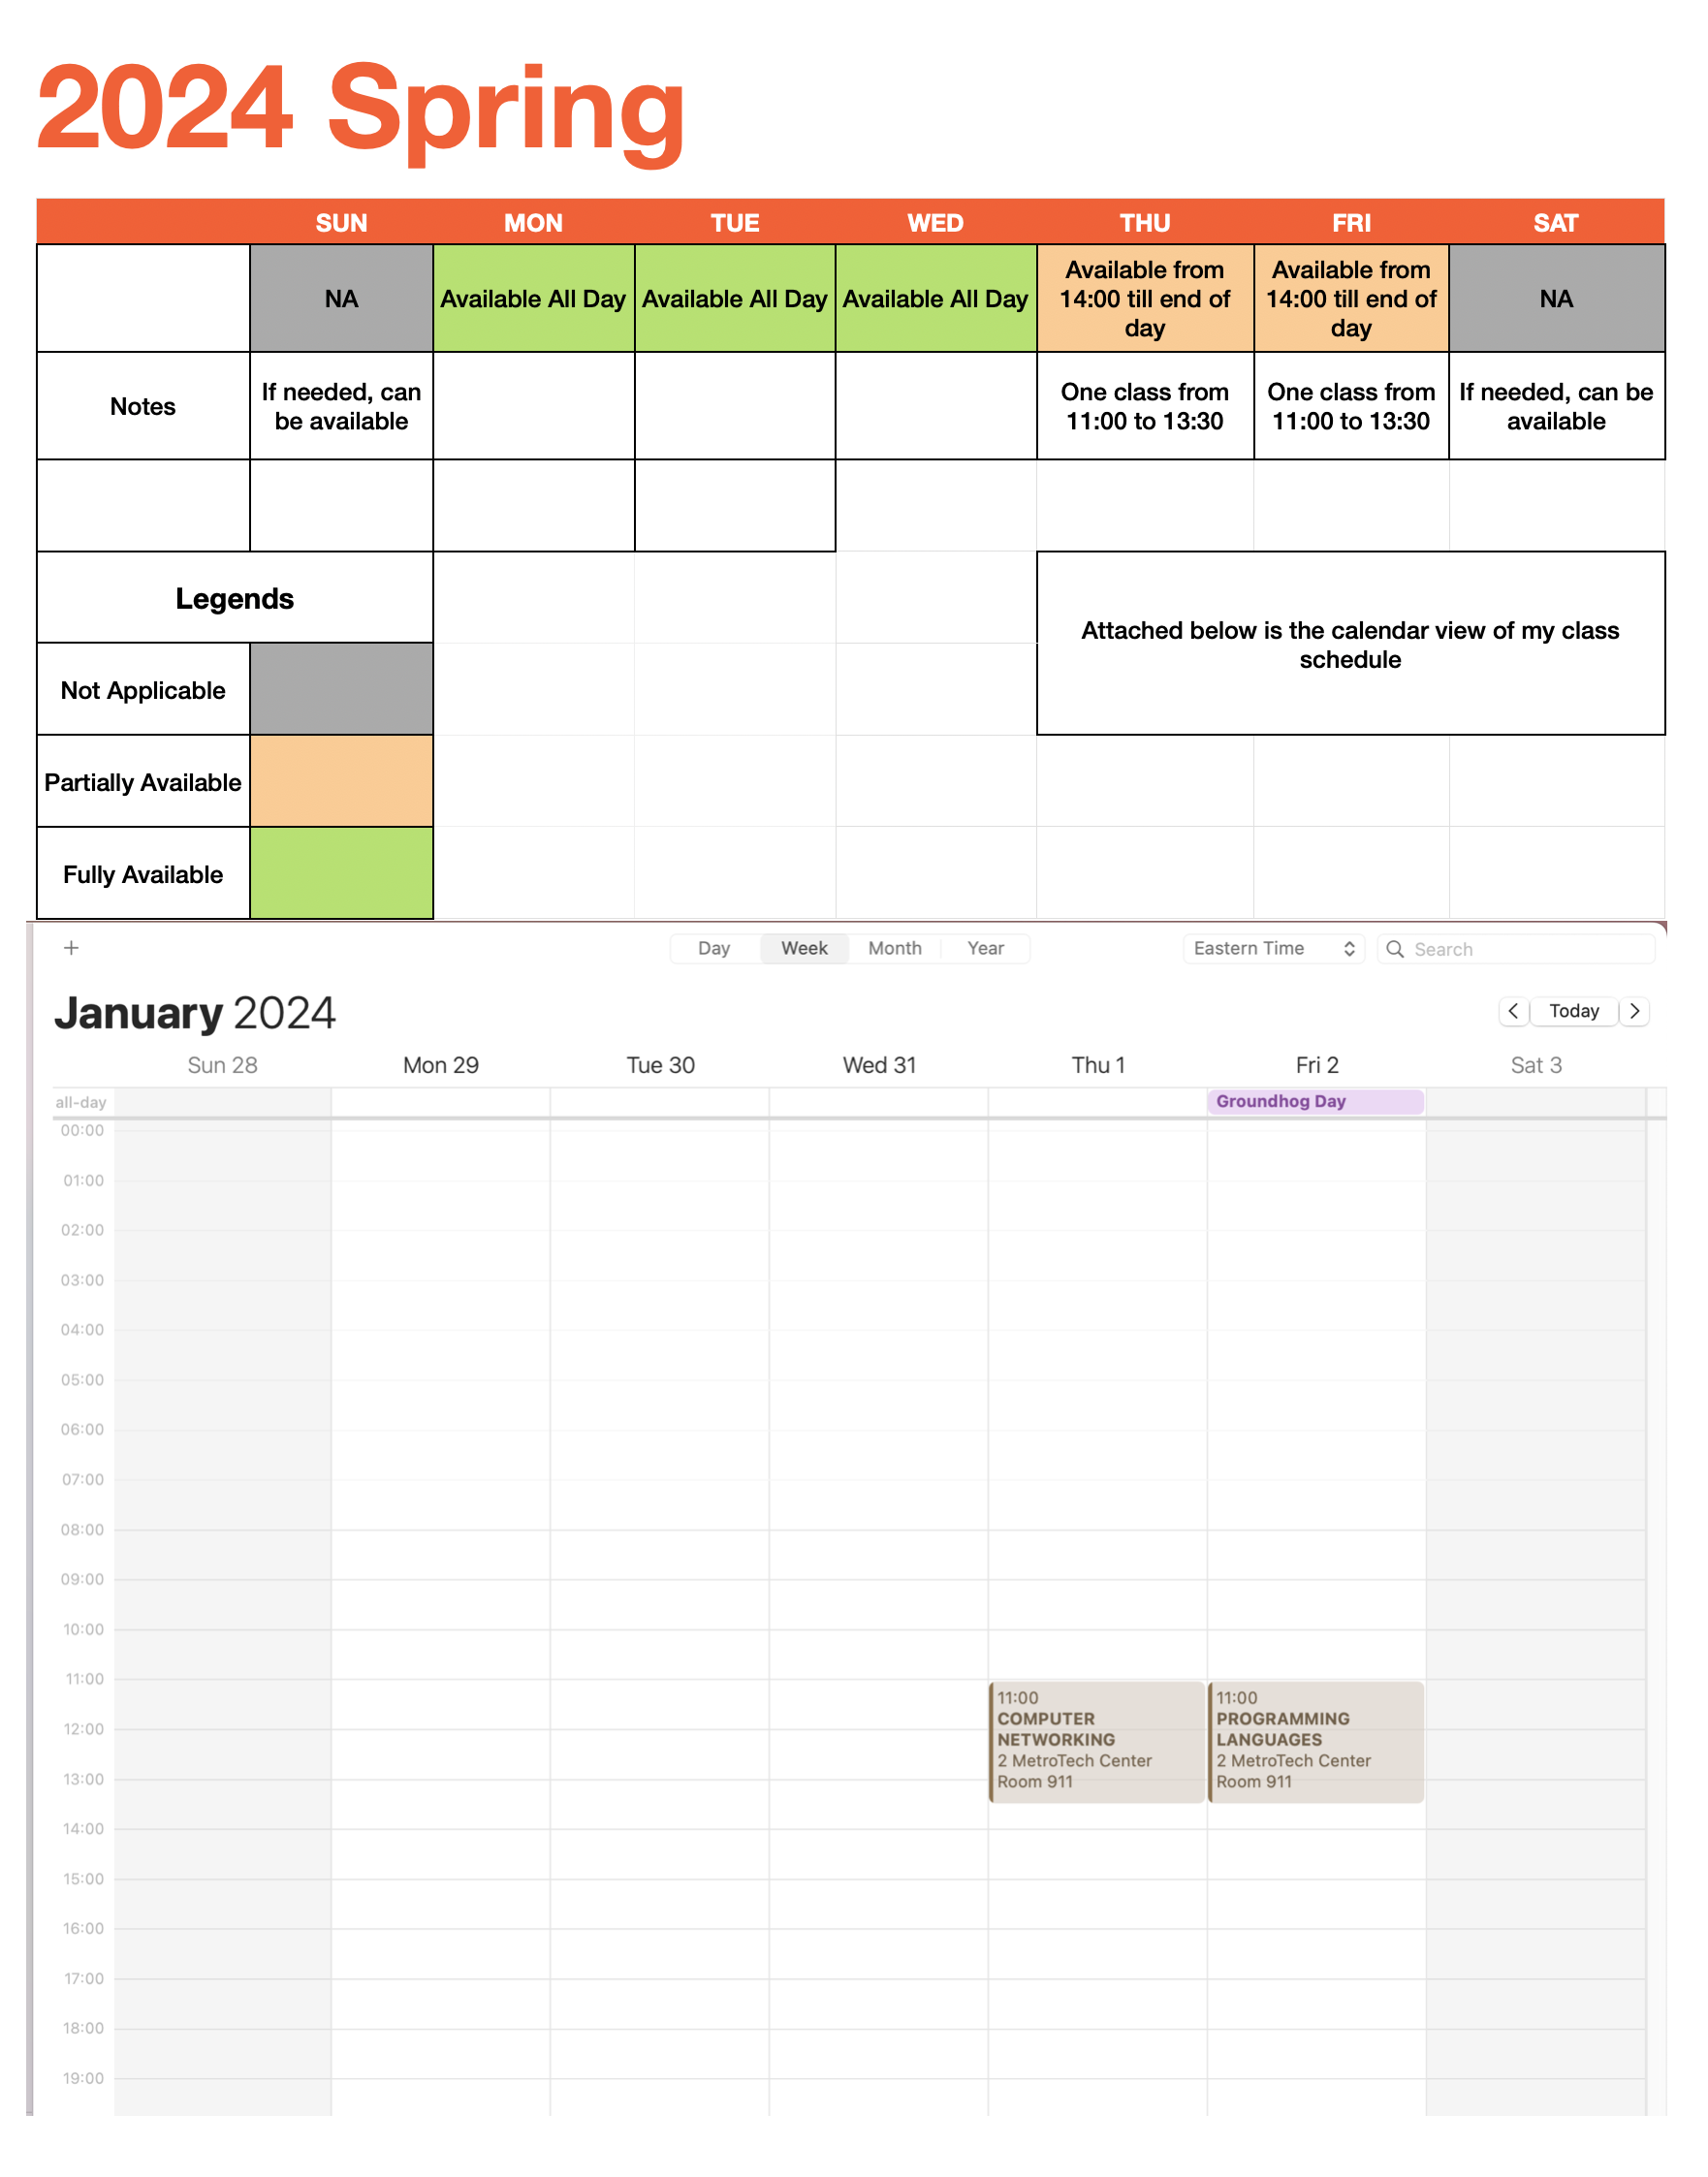 2024 Spring
SUN MON TUE WED THU FRI SAT
NA Available All Day Available All Day Available All Day Available from 14:00 till end of day Available from 14:00 till end of day NA
Notes If needed, can be available One class from 11:00 to 13:30 One class from 11:00 to 13:30 If needed, can be available
Legends
Attached below is the calendar view of my class
schedule
Not Applicable
Partially Available
Fully Available
+ Day Week Month Year Eastern Time Search
January 2024 < Today >
Sun 28 Mon 29 Tue 30 Wed 31 Thu 1 Fri 2 Sat 3
all-day Groundhog Day
00:00
01:00
02:00
03:00
04:00
05:00
06:00
07:00
08:00
09:00
10:00
11:00
11:00
COMPUTER
NETWORKING
2 MetroTech Center
Room 911
11:00
PROGRAMMING
LANGUAGES
2 MetroTech Center
Room 911
12:00
13:00
14:00
15:00
16:00
17:00
18:00
19:00